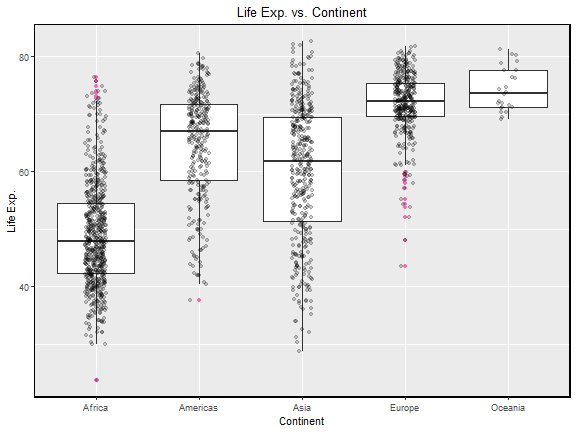 Life Exp. vs. Continent
80
60
40
Life Exp.
Africa Americas Asia Europe Oceania
Continent